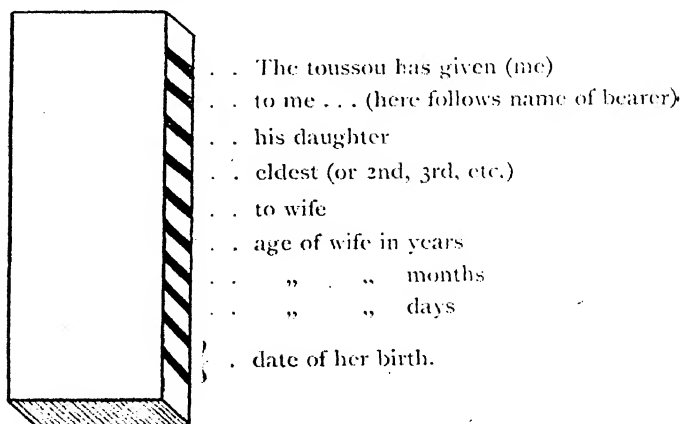 . . The toussou has given (me)
. . to me . . . (here follows name of bearer)
. . his daughter
. . eldest (or 2nd, 3rd, etc.)
. . to wife
. . age of wife in years
. . „ „ months
. . „ „ days
. date of her birth.